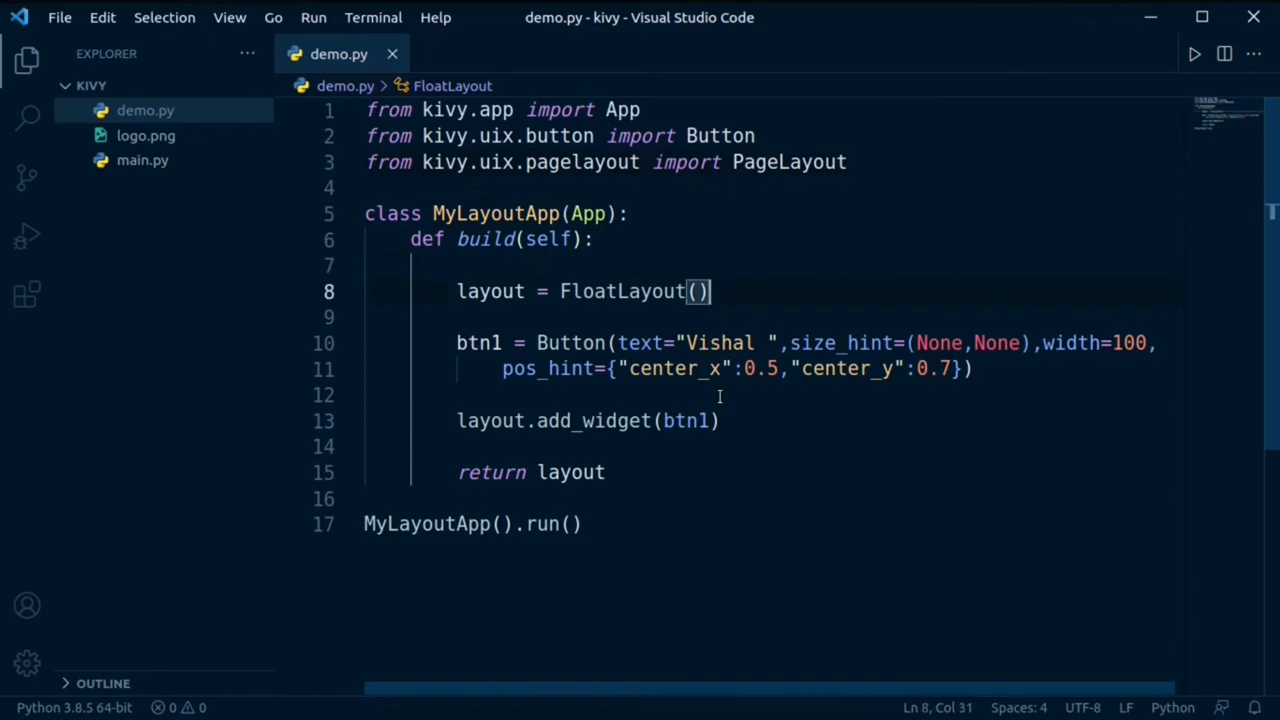 File Edit Selection View Go Run Terminal Help demo.py - kivy - Visual Studio Code
EXPLORER ··· demo.py
KIVY demo.py > FloatLayout
demo.py
logo.png
main.py
1 from kivy.app import App
2 from kivy.uix.button import Button
3 from kivy.uix.pagelayout import PageLayout
4
5 class MyLayoutApp(App):
6 def build(self):
7
8 layout = FloatLayout()
9
10 btn1 = Button(text="Vishal ",size_hint=(None,None),width=100,
11 pos_hint={"center_x":0.5,"center_y":0.7})
12
13 layout.add_widget(btn1)
14
15 return layout
16
17 MyLayoutApp().run()
OUTLINE
Python 3.8.5 64-bit 0 0 Ln 8, Col 31 Spaces: 4 UTF-8 LF Python